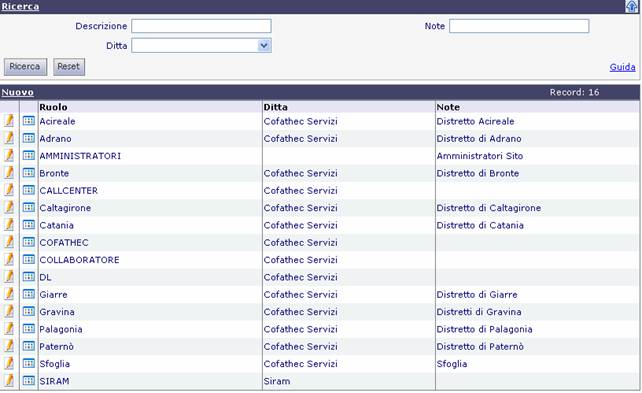 Ricerca
Descrizione Note
Ditta
Ricerca Reset Guida
Nuovo Record: 16
Ruolo Ditta Note
Acireale Cofathec Servizi Distretto Acireale
Adrano Cofathec Servizi Distretto di Adrano
AMMINISTRATORI Amministratori Sito
Bronte Cofathec Servizi Distretto di Bronte
CALLCENTER Cofathec Servizi
Caltagirone Cofathec Servizi Distretto di Caltagirone
Catania Cofathec Servizi Distretto di Catania
COFATHEC Cofathec Servizi
COLLABORATORE Cofathec Servizi
DL Cofathec Servizi
Giarre Cofathec Servizi Distretto di Giarre
Gravina Cofathec Servizi Distretti di Gravina
Palagonia Cofathec Servizi Distretto di Palagonia
Paternò Cofathec Servizi Distretto di Paternò
Sfoglia Cofathec Servizi Sfoglia
SIRAM Siram